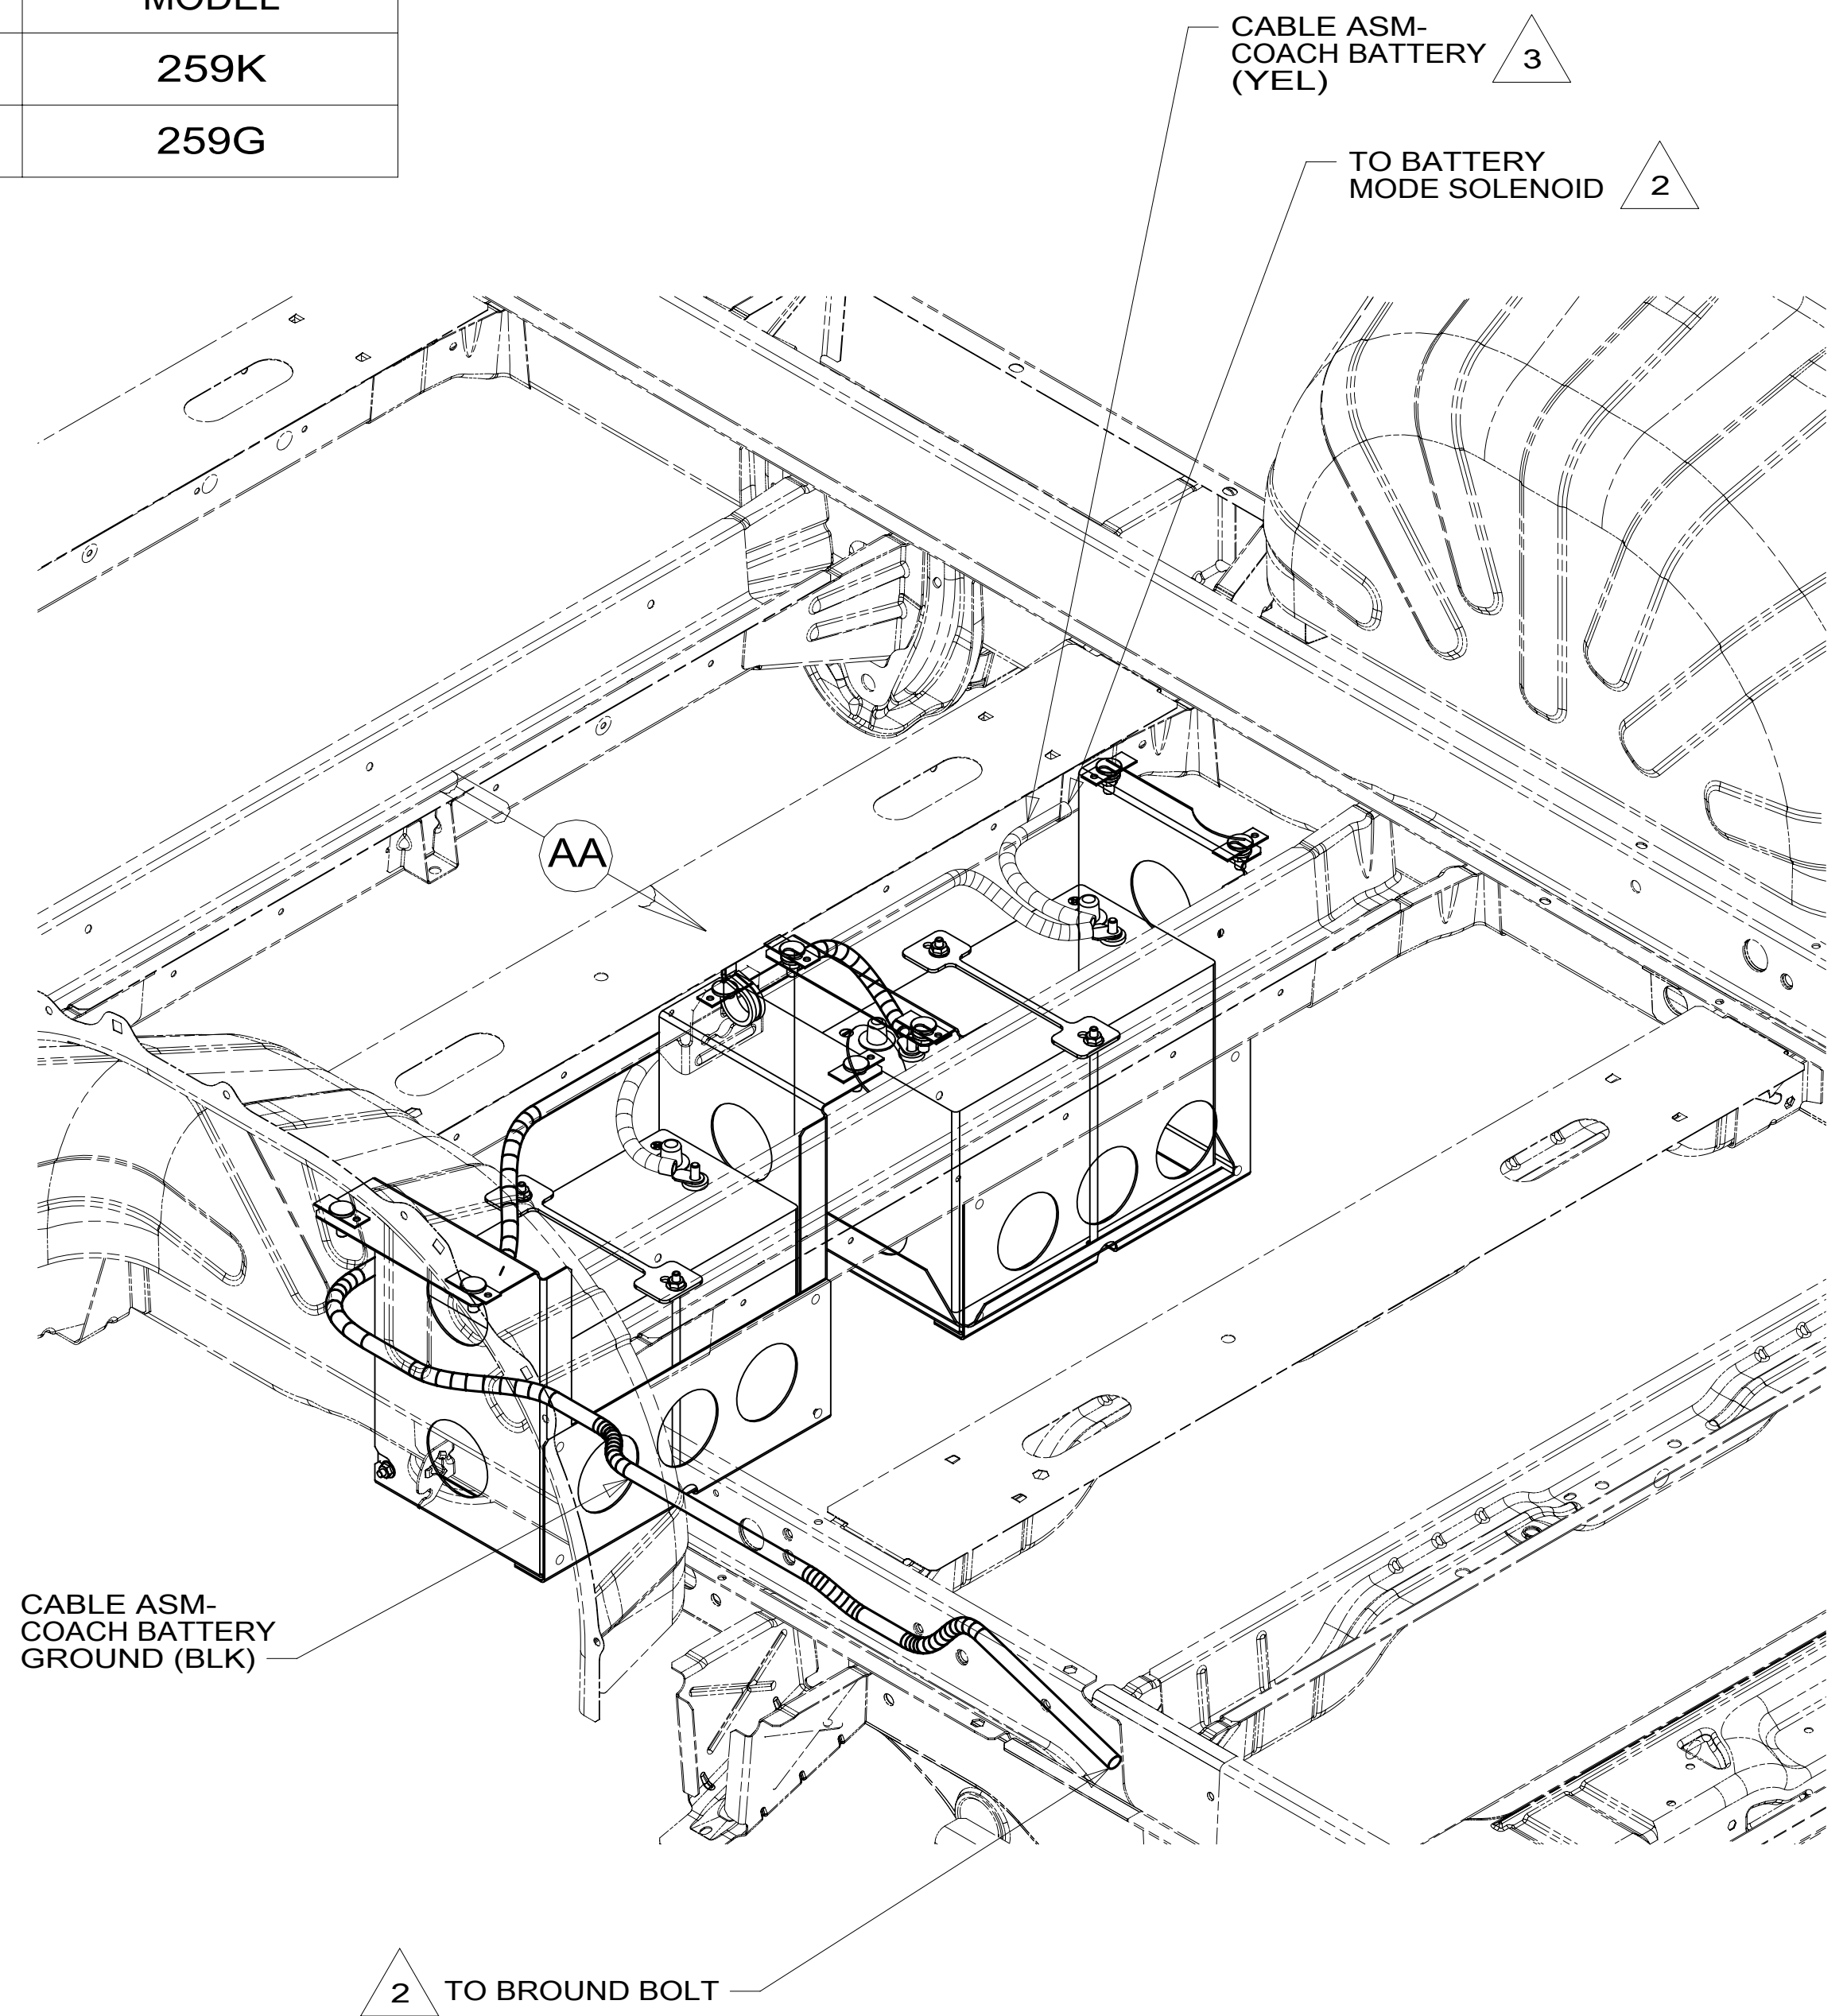 MODEL
259K
259G
CABLE ASM-
COACH BATTERY
(YEL)
3
TO BATTERY
MODE SOLENOID
2
AA
CABLE ASM-
COACH BATTERY
GROUND (BLK)
2
TO BROUND BOLT